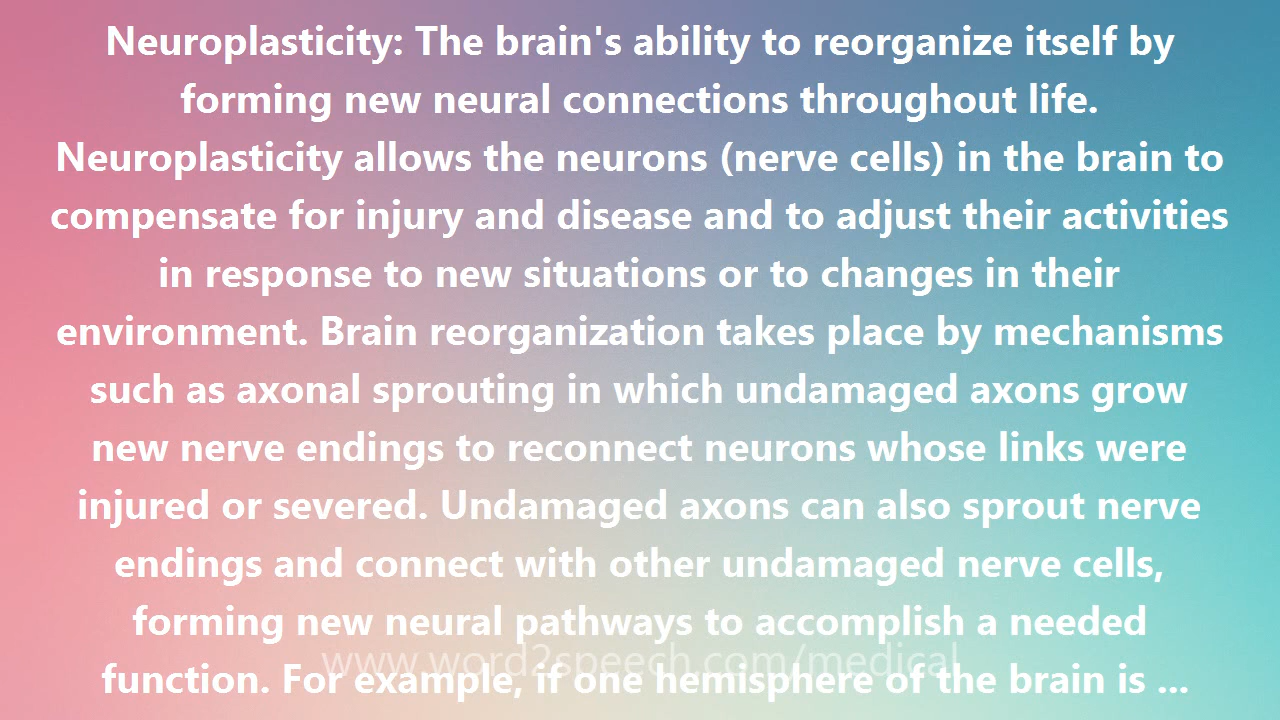 Neuroplasticity: The brain's ability to reorganize itself by
forming new neural connections throughout life.
Neuroplasticity allows the neurons (nerve cells) in the brain to
compensate for injury and disease and to adjust their activities
in response to new situations or to changes in their
environment. Brain reorganization takes place by mechanisms
such as axonal sprouting in which undamaged axons grow
new nerve endings to reconnect neurons whose links were
injured or severed. Undamaged axons can also sprout nerve
endings and connect with other undamaged nerve cells,
forming new neural pathways to accomplish a needed
www.word2speech.com/medical
function. For example, if one hemisphere of the brain is ...